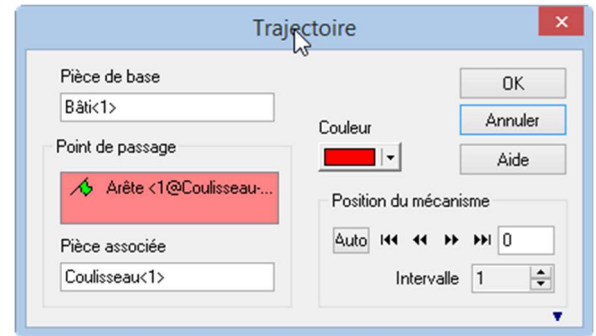 Trajectoire
Pièce de base
Bâti<1>
OK
Annuler
Aide
Couleur
Point de passage
Arête <1@Coulisseau-...
Position du mécanisme
Auto
0
Pièce associée
Coulisseau<1>
Intervalle
1